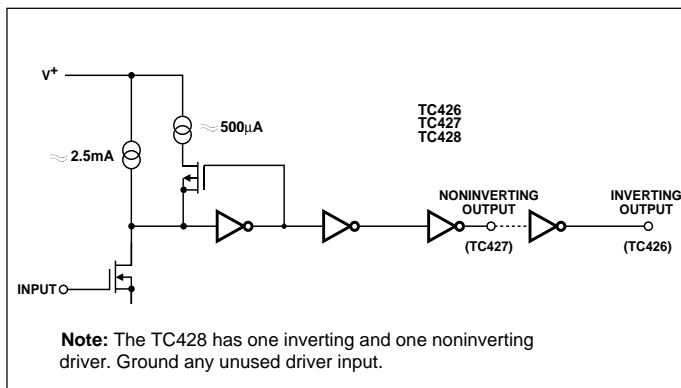 V+
≈ 500µA
TC426
TC427
TC428
≈ 2.5mA
NONINVERTING
OUTPUT
INVERTING
OUTPUT
(TC427)
(TC426)
INPUT
Note: The TC428 has one inverting and one noninverting
driver. Ground any unused driver input.